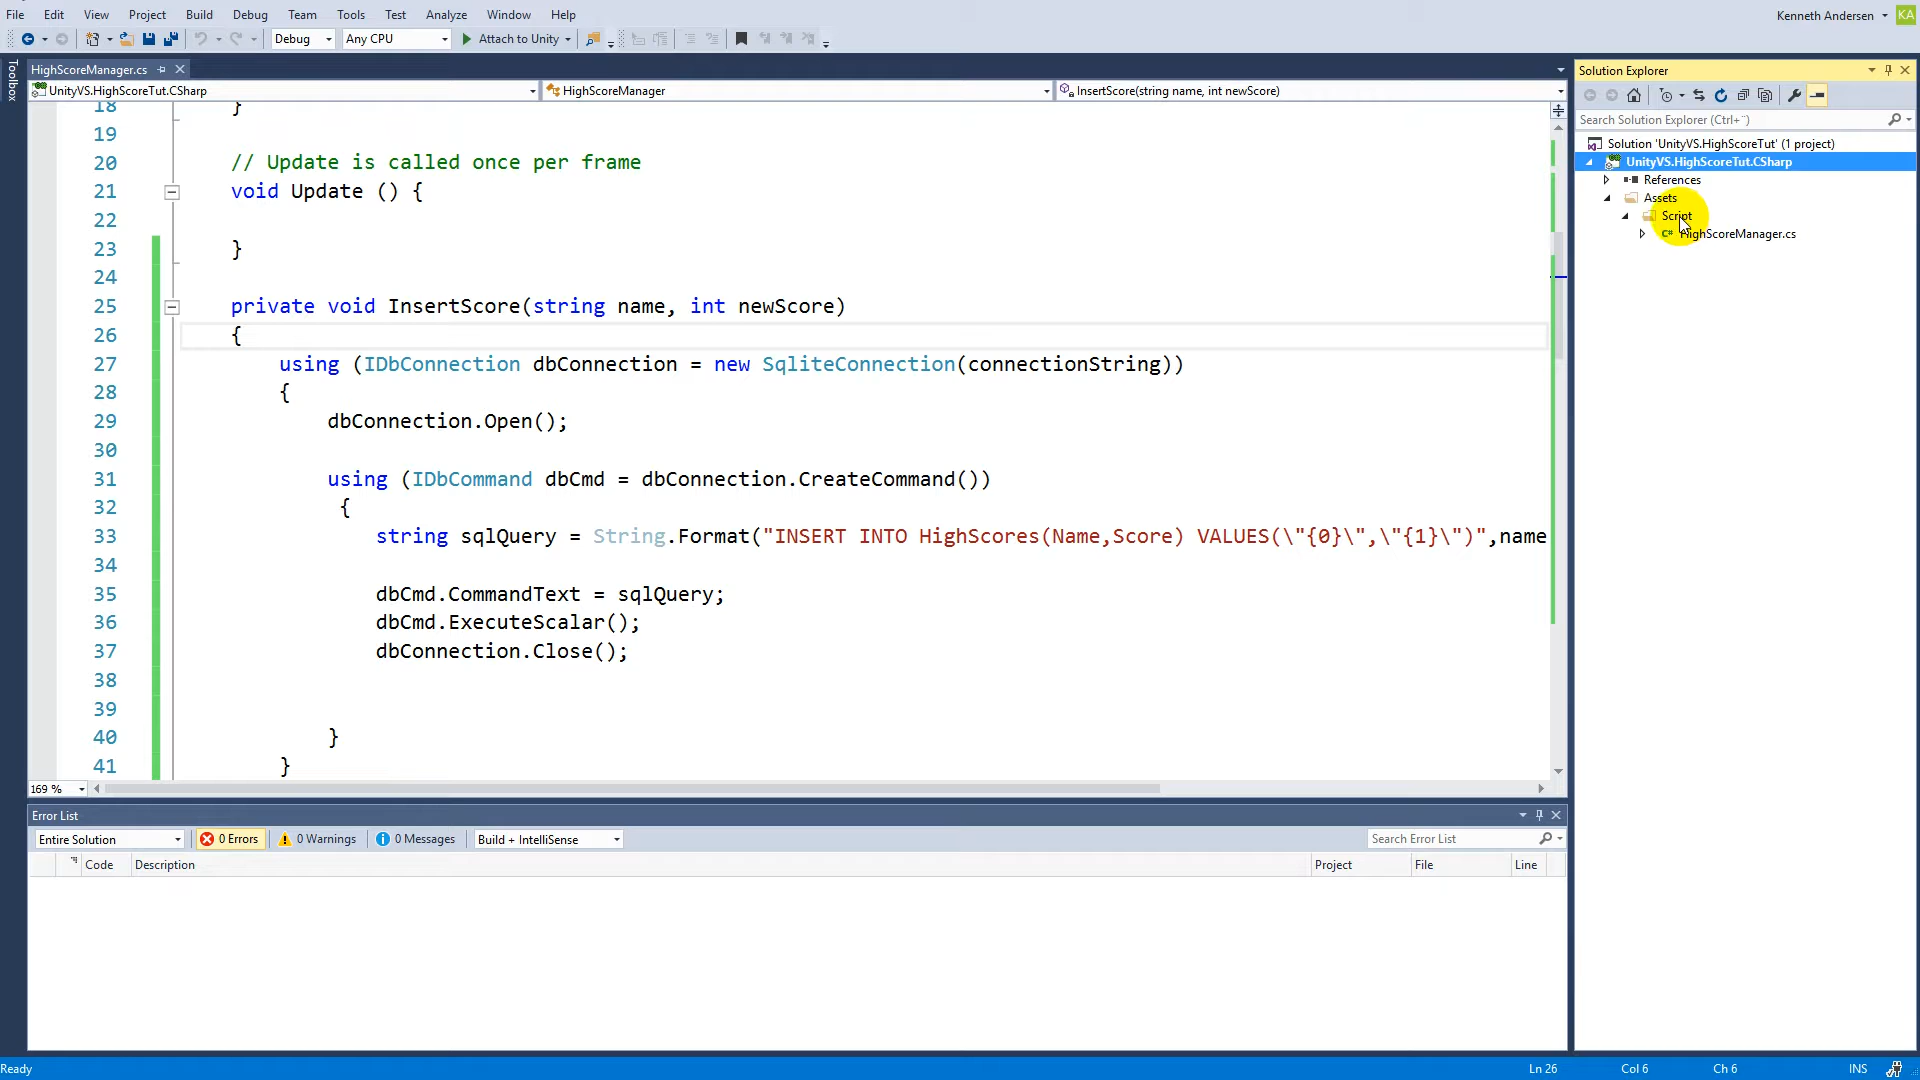 File Edit View Project Build Debug Team Tools Test Analyze Window Help
Kenneth Andersen KA
Debug Any CPU Attach to Unity
Toolbox
HighScoreManager.cs
UnityVS.HighScoreTut.CSharp HighScoreManager InsertScore(string name, int newScore)
18 }
19
20 // Update is called once per frame
21 void Update () {
22
23 }
24
25 private void InsertScore(string name, int newScore)
26 {
27 using (IDbConnection dbConnection = new SqliteConnection(connectionString))
28 {
29 dbConnection.Open();
30
31 using (IDbCommand dbCmd = dbConnection.CreateCommand())
32 {
33 string sqlQuery = String.Format("INSERT INTO HighScores(Name,Score) VALUES(\"{0}\",\"{1}\")",name
34
35 dbCmd.CommandText = sqlQuery;
36 dbCmd.ExecuteScalar();
37 dbConnection.Close();
38
39
40 }
41 }
169 %
Error List
Entire Solution 0 Errors 0 Warnings 0 Messages Build + IntelliSense Search Error List
Code Description Project File Line
Solution Explorer
Search Solution Explorer (Ctrl+¨)
Solution 'UnityVS.HighScoreTut' (1 project)
UnityVS.HighScoreTut.CSharp
References
Assets
Script
C# HighScoreManager.cs
Ready Ln 26 Col 6 Ch 6 INS